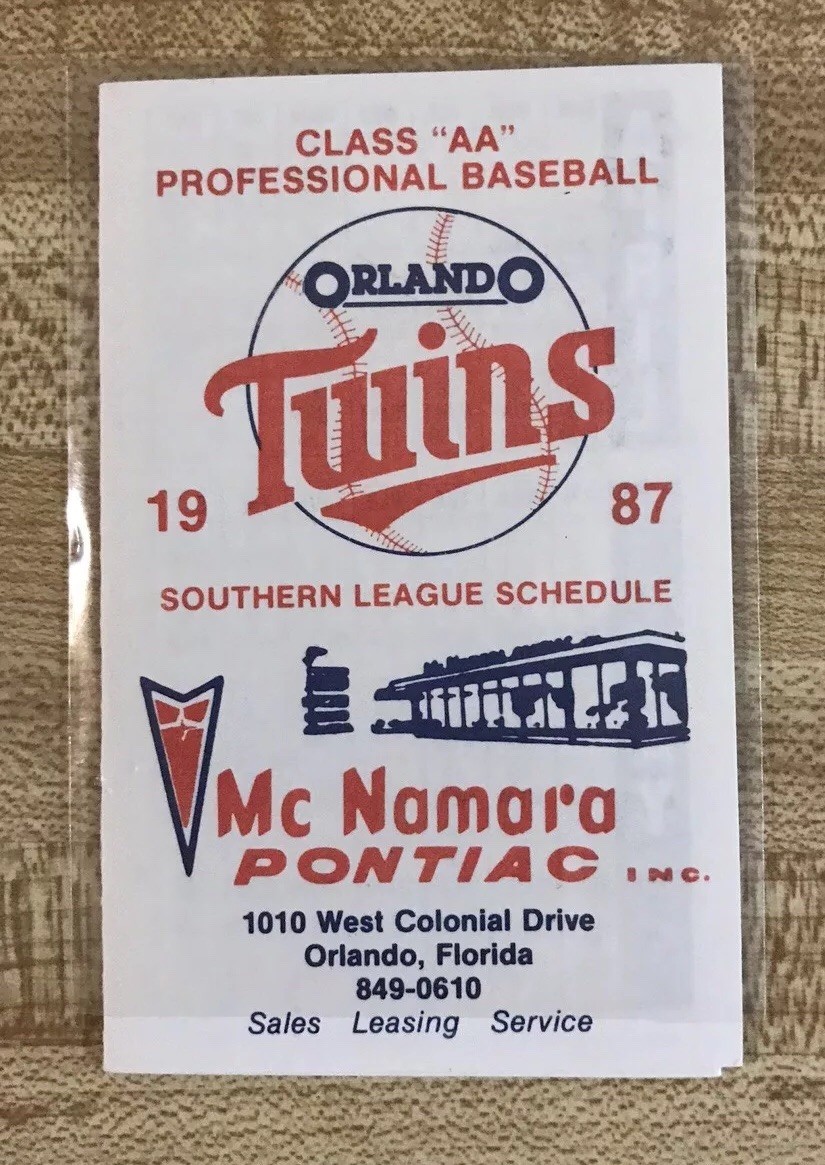 CLASS "AA"
PROFESSIONAL BASEBALL
ORLANDO
Twins
19 87
SOUTHERN LEAGUE SCHEDULE
Mc Namara
PONTIAC INC.
1010 West Colonial Drive
Orlando, Florida
849-0610
Sales Leasing Service